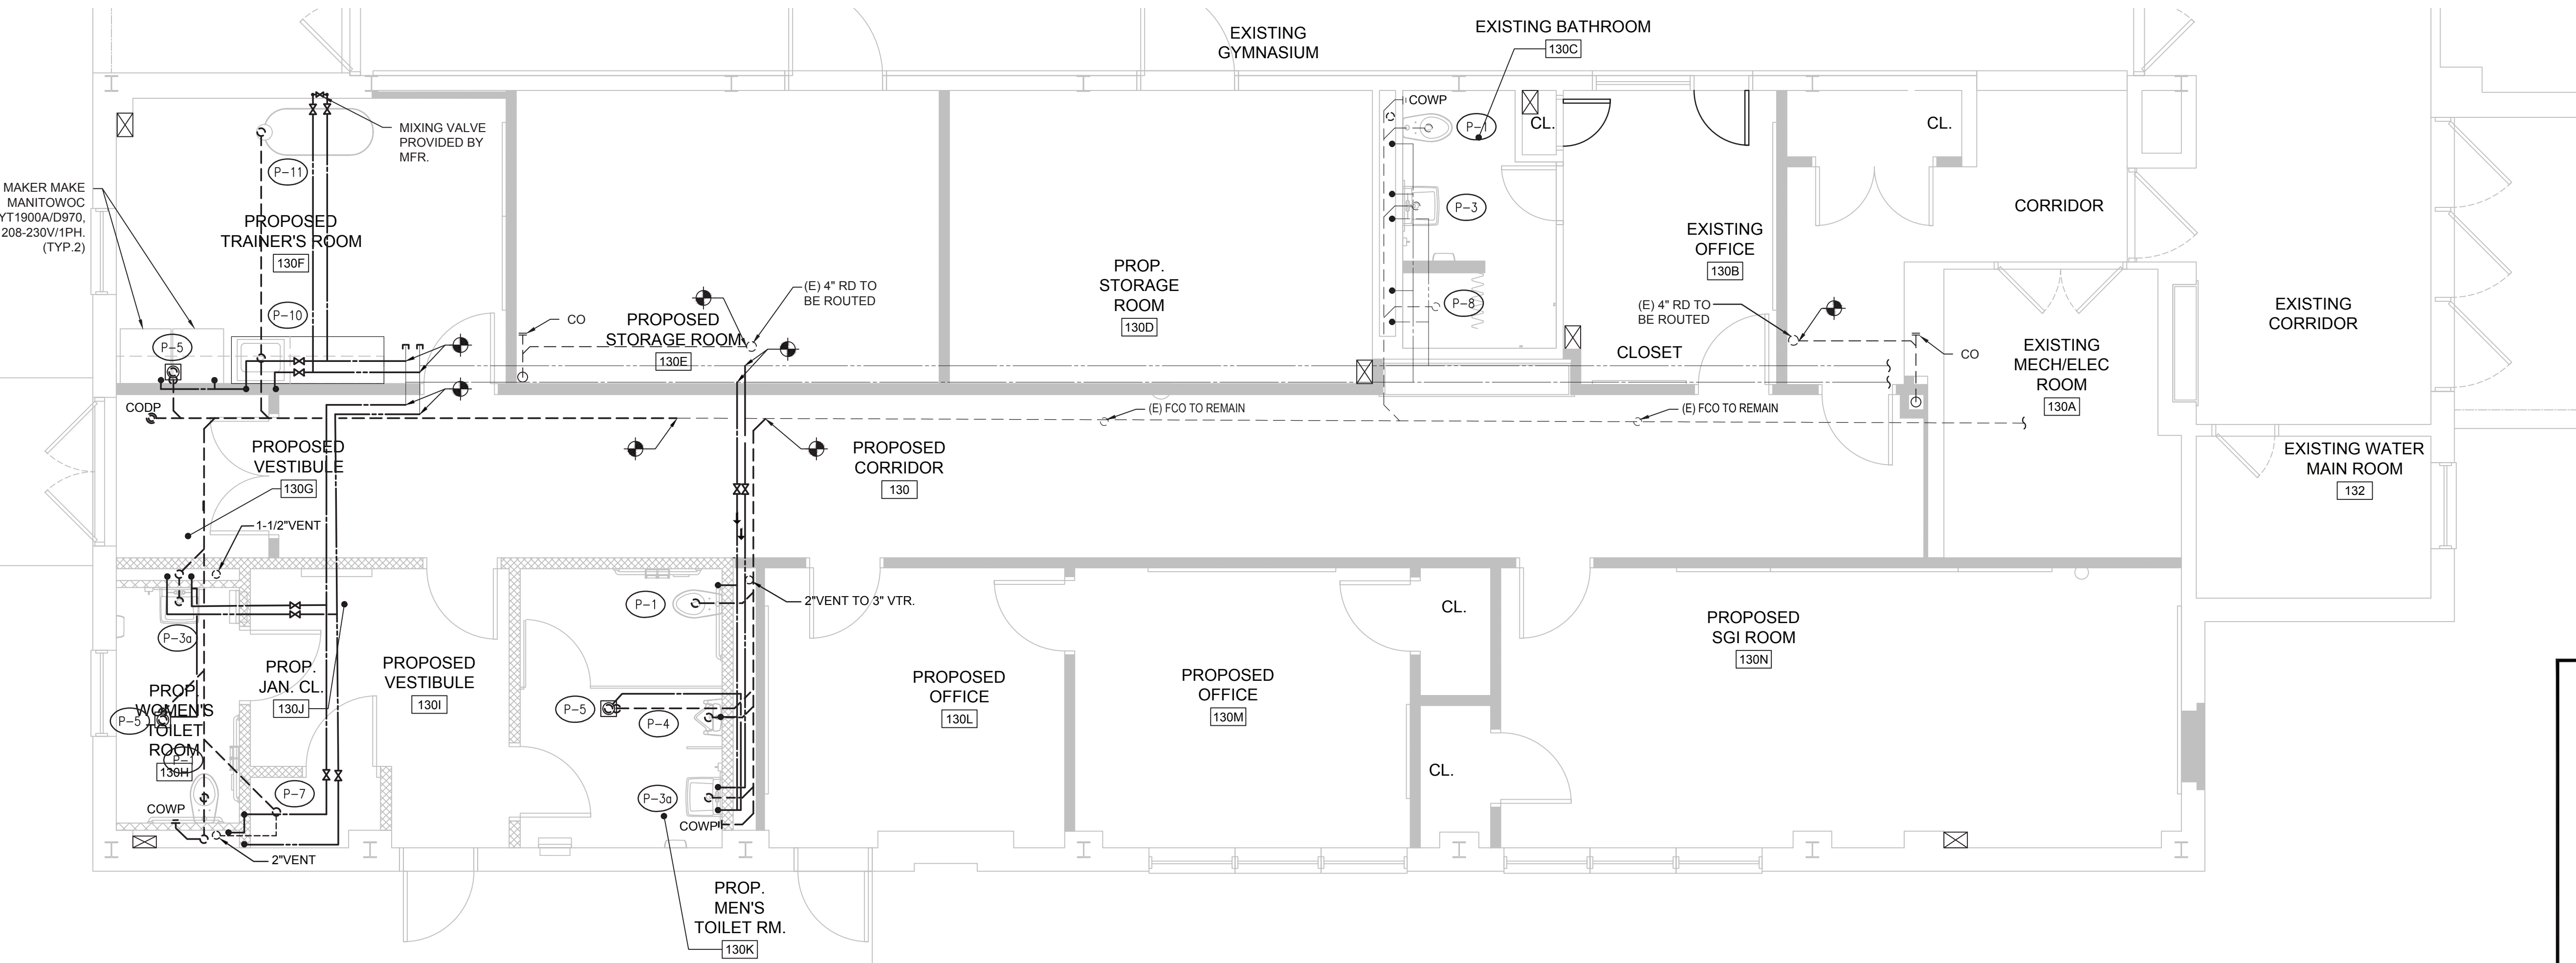 EXISTING
GYMNASIUM
EXISTING BATHROOM
130C
COWP
P-1
CL.
CL.
MIXING VALVE
PROVIDED BY
MFR.
P-11
MAKER MAKE
MANITOWOC
YT1900A/D970,
208-230V/1PH.
(TYP.2)
PROPOSED
TRAINER'S ROOM
130F
P-3
CORRIDOR
EXISTING
OFFICE
130B
PROP.
STORAGE
ROOM
130D
(E) 4" RD TO
BE ROUTED
P-10
CO
PROPOSED
STORAGE ROOM
130E
P-8
(E) 4" RD TO
BE ROUTED
EXISTING
CORRIDOR
P-5
CLOSET
CO
EXISTING
MECH/ELEC
ROOM
130A
CODP
(E) FCO TO REMAIN
(E) FCO TO REMAIN
PROPOSED
VESTIBULE
130G
PROPOSED
CORRIDOR
130
EXISTING WATER
MAIN ROOM
132
1-1/2"VENT
P-1
2"VENT TO 3" VTR.
CL.
P-3a
PROPOSED
SGI ROOM
130N
PROP.
JAN. CL.
130J
PROPOSED
VESTIBULE
130I
PROPOSED
OFFICE
130L
PROPOSED
OFFICE
130M
PROP.
WOMEN'S
TOILET
ROOM
130H
P-5
P-5
P-4
CL.
P-7
P-3a
COWP
COWP
2"VENT
PROP.
MEN'S
TOILET RM.
130K